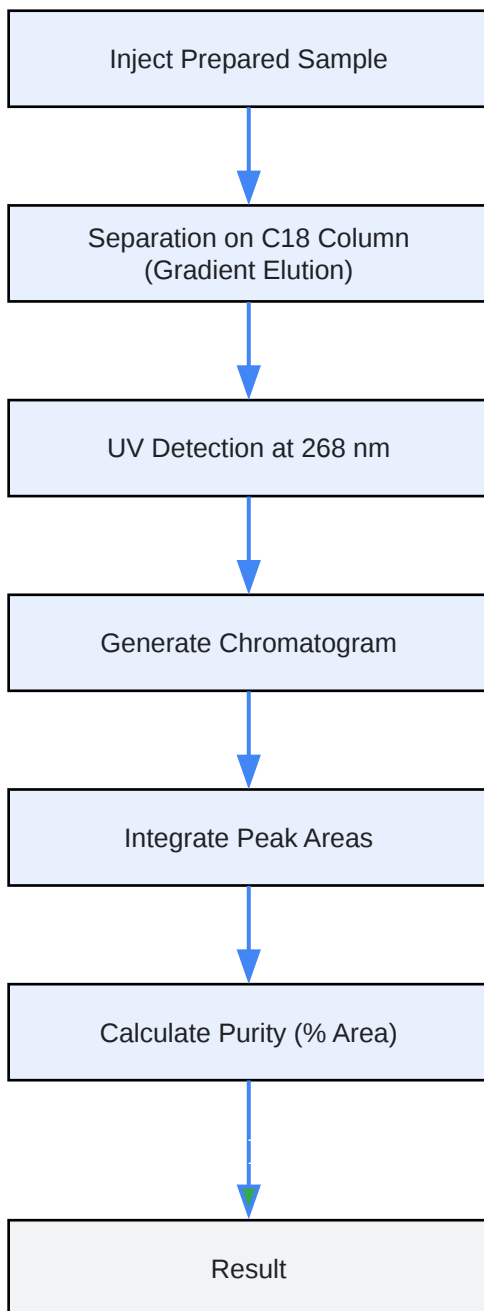 Inject Prepared Sample
Separation on C18 Column
(Gradient Elution)
UV Detection at 268 nm
Generate Chromatogram
Integrate Peak Areas
Calculate Purity (% Area)
Result